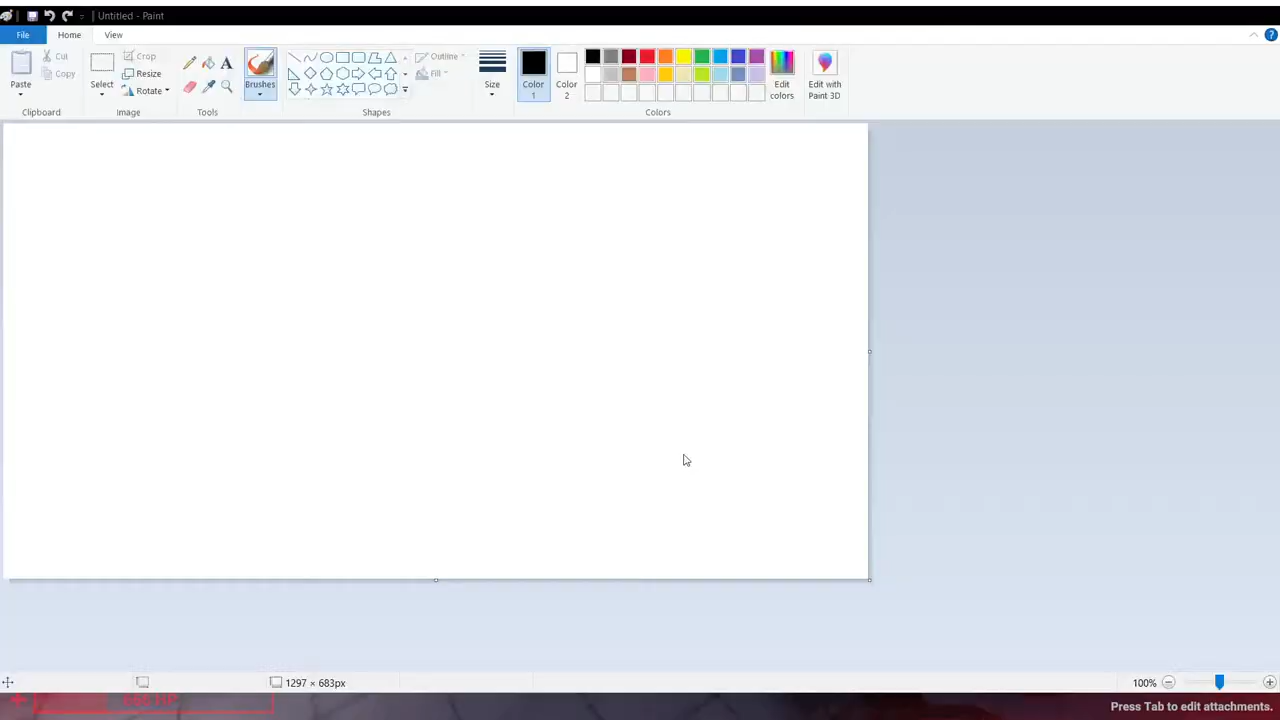 Untitled - Paint
File Home View
Paste
Cut
Copy
Select
Crop
Resize
Rotate
A
Brushes
Outline
Fill
Size
Color 1
Color 2
Edit colors
Edit with Paint 3D
Clipboard Image Tools Shapes Colors
1297 × 683px 100%
Press Tab to edit attachments.